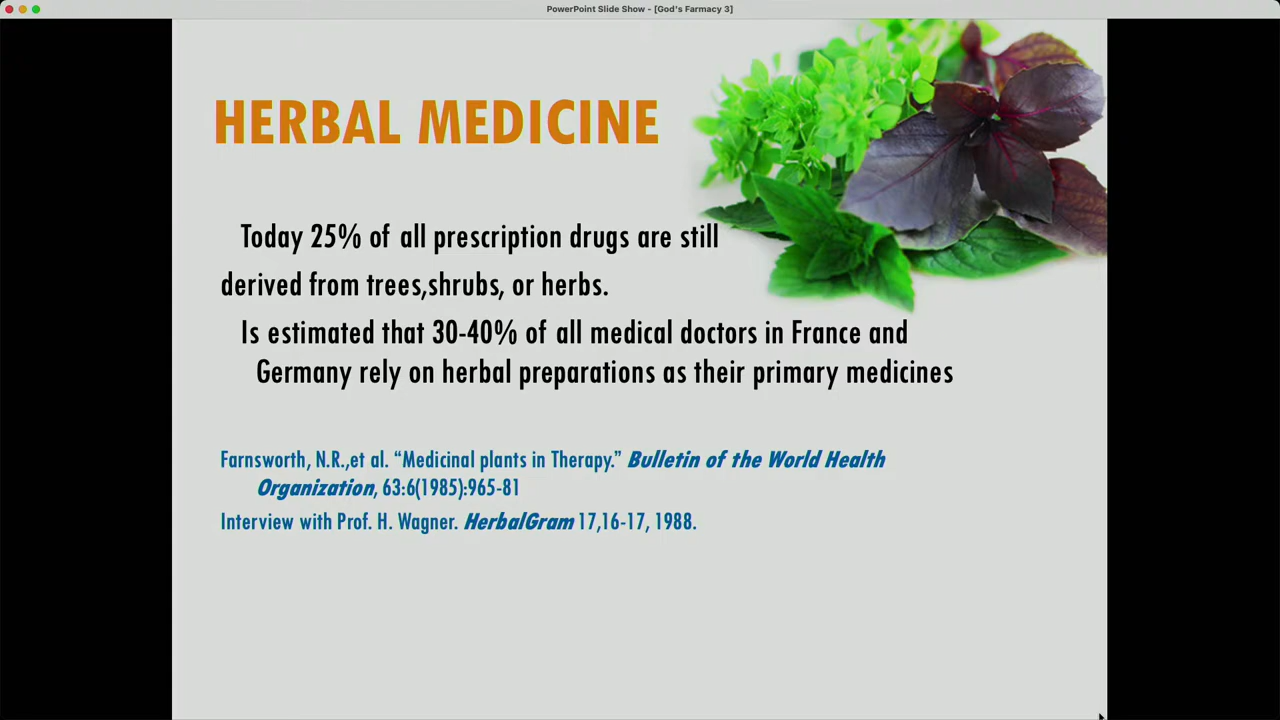 PowerPoint Slide Show - [God's Farmacy 3]
HERBAL MEDICINE
Today 25% of all prescription drugs are still
derived from trees,shrubs, or herbs.
Is estimated that 30-40% of all medical doctors in France and
Germany rely on herbal preparations as their primary medicines
Farnsworth, N.R.,et al. “Medicinal plants in Therapy.” Bulletin of the World Health
Organization, 63:6(1985):965-81
Interview with Prof. H. Wagner. HerbalGram 17,16-17, 1988.